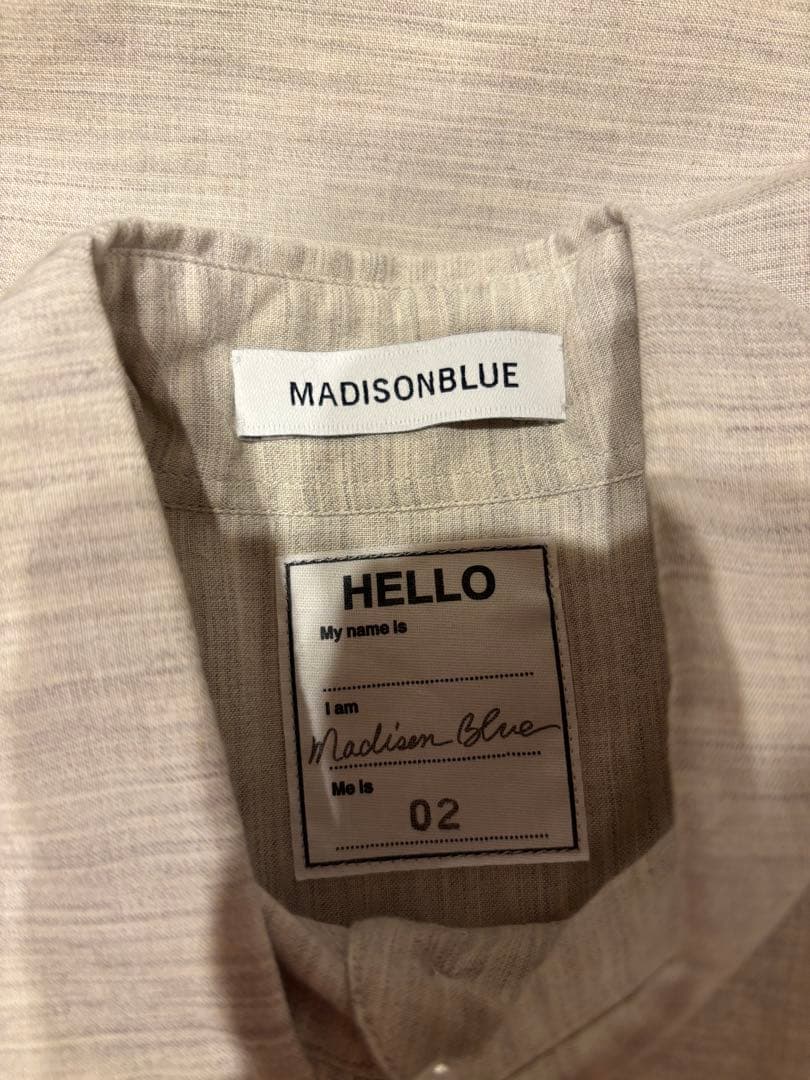 MADISONBLUE
HELLO
My name is
I am
Madison Blue
Me is
02